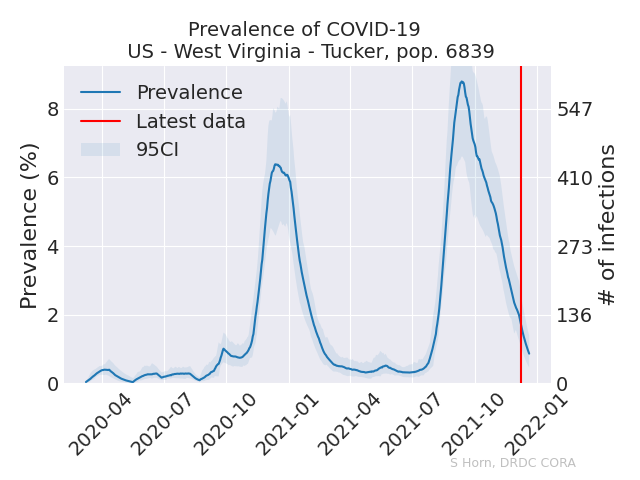 Prevalence of COVID-19
US - West Virginia - Tucker, pop. 6839
Prevalence
Latest data
95CI
Prevalence (%)
8
6
4
2
0
547
410
273
136
0
# of infections
2020-04
2020-07
2020-10
2021-01
2021-04
2021-07
2021-10
2022-01
S Horn, DRDC CORA